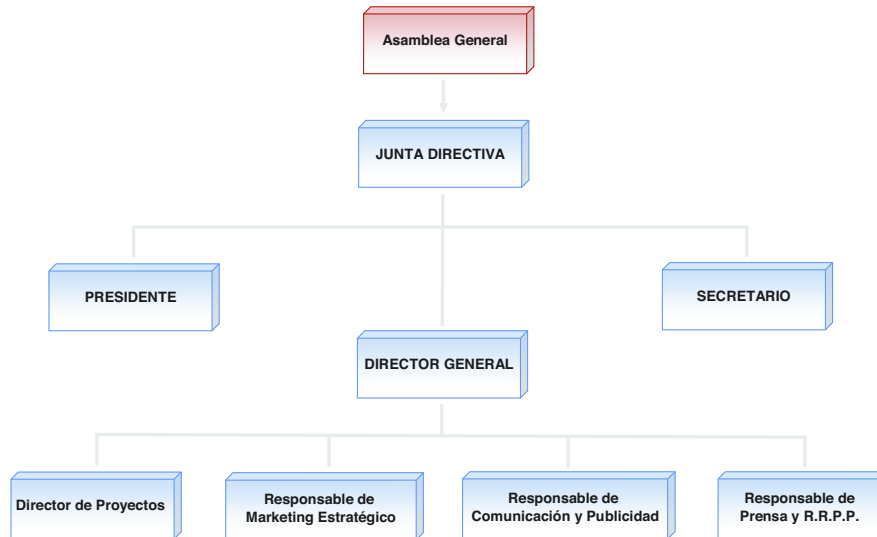 Asamblea General
JUNTA DIRECTIVA
PRESIDENTE
SECRETARIO
DIRECTOR GENERAL
Director de Proyectos
Responsable de
Marketing Estratégico
Responsable de
Comunicación y Publicidad
Responsable de
Prensa y R.R.P.P.